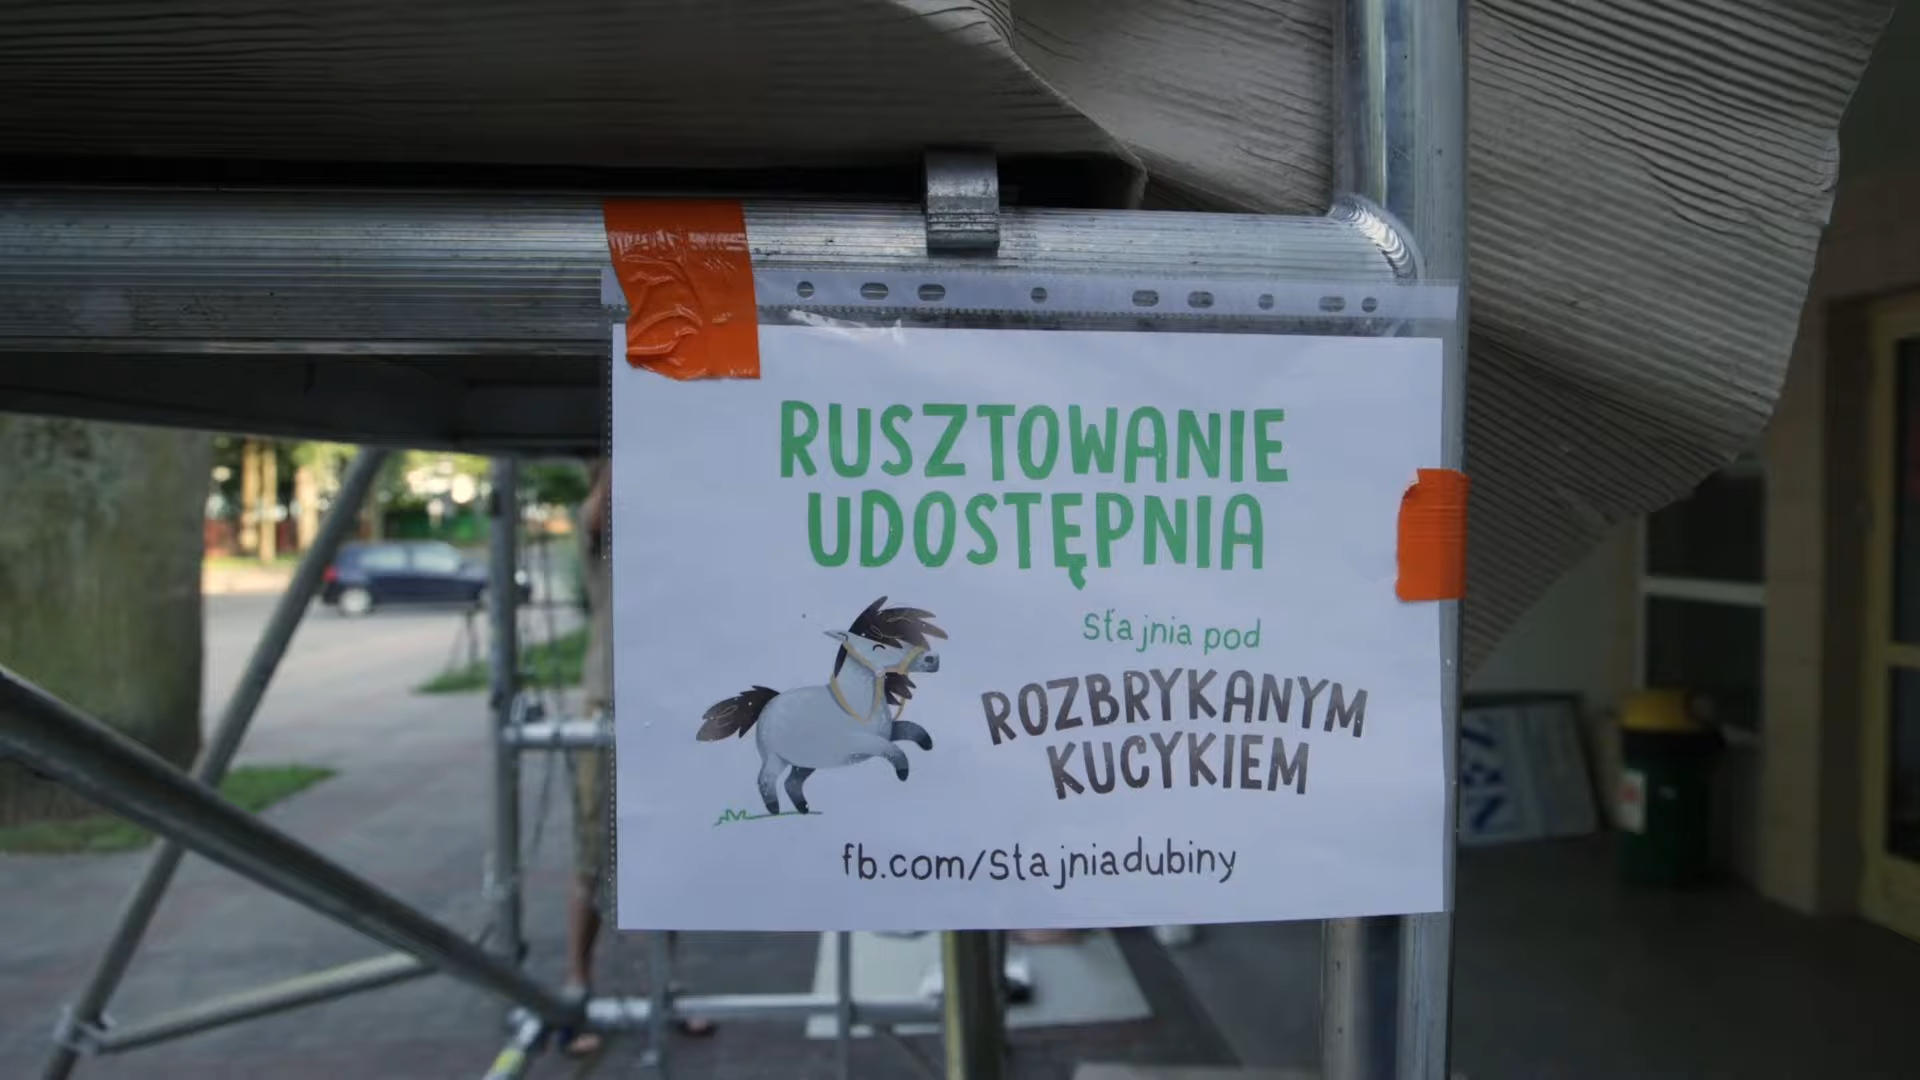 RUSZTOWANIE
UDOSTĘPNIA
Stajnia pod
ROZBRYKANYM
KUCYKIEM
fb.com/Stajniadubiny